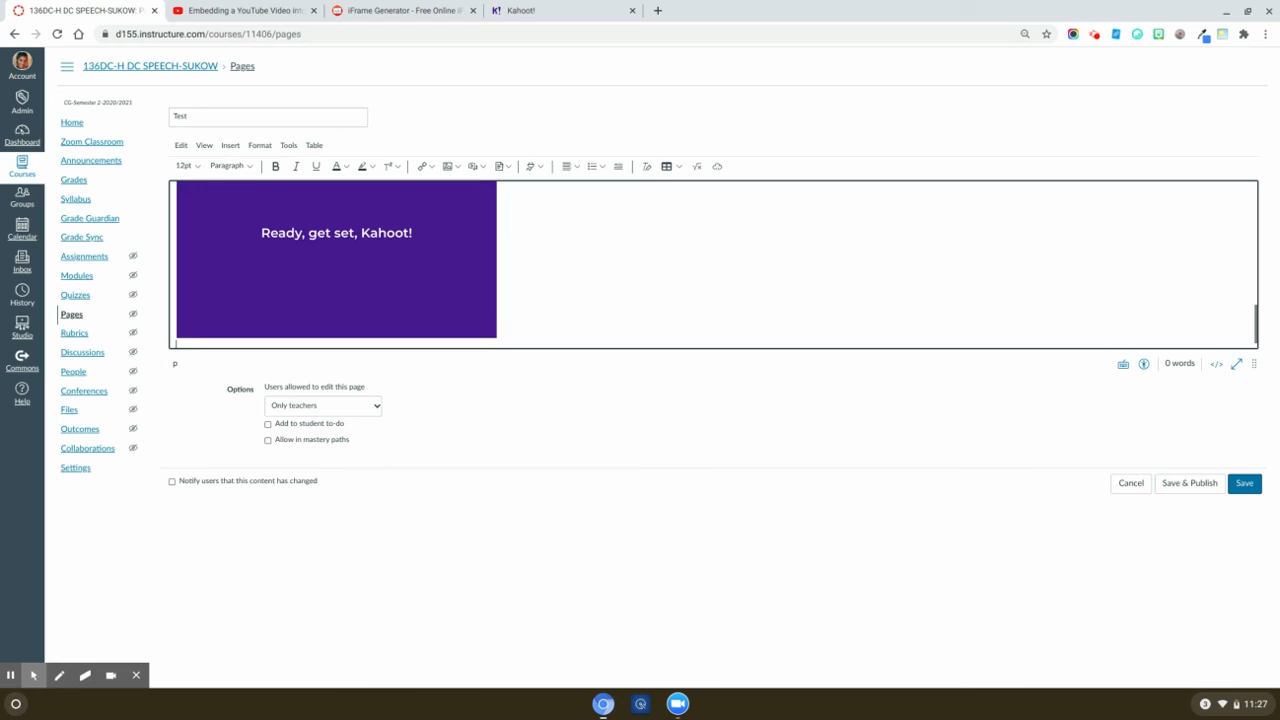 136DC-H DC SPEECH-SUKOW: P
Embedding a YouTube Video into
iFrame Generator - Free Online iF
Kahoot!
d155.instructure.com/courses/11406/pages
136DC-H DC SPEECH-SUKOW › Pages
CG-Semester 2-2020/2021
Account
Admin
Dashboard
Courses
Groups
Calendar
Inbox
History
Studio
Commons
Help
Home
Zoom Classroom
Announcements
Grades
Syllabus
Grade Guardian
Grade Sync
Assignments
Modules
Quizzes
Pages
Rubrics
Discussions
People
Conferences
Files
Outcomes
Collaborations
Settings
Test
Edit View Insert Format Tools Table
12pt Paragraph B I U A T²
Ready, get set, Kahoot!
p
0 words </>
Options
Users allowed to edit this page
Only teachers
Add to student to-do
Allow in mastery paths
Notify users that this content has changed
Cancel Save & Publish Save
3 11:27